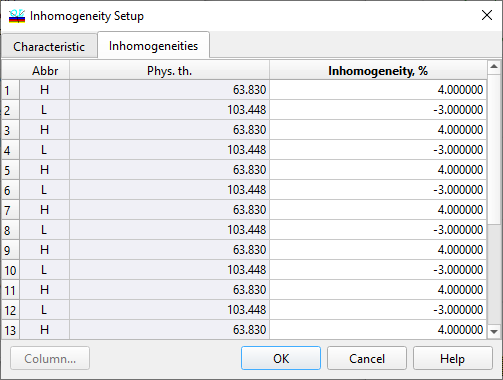 Inhomogeneity Setup
Characteristic Inhomogeneities
Abbr Phys. th. Inhomogeneity, %
1 H 63.830 4.000000
2 L 103.448 -3.000000
3 H 63.830 4.000000
4 L 103.448 -3.000000
5 H 63.830 4.000000
6 L 103.448 -3.000000
7 H 63.830 4.000000
8 L 103.448 -3.000000
9 H 63.830 4.000000
10 L 103.448 -3.000000
11 H 63.830 4.000000
12 L 103.448 -3.000000
13 H 63.830 4.000000
Column... OK Cancel Help